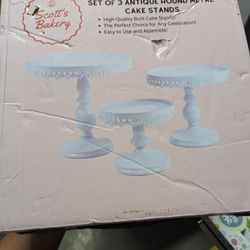 SET OF 3 ANTIQUE ROUND METAL
CAKE STANDS
• High Quality Built Cake Stands!
• The Perfect Choice for Any Celebration!
• Easy to Use and Assemble!
Scott's
Bakery